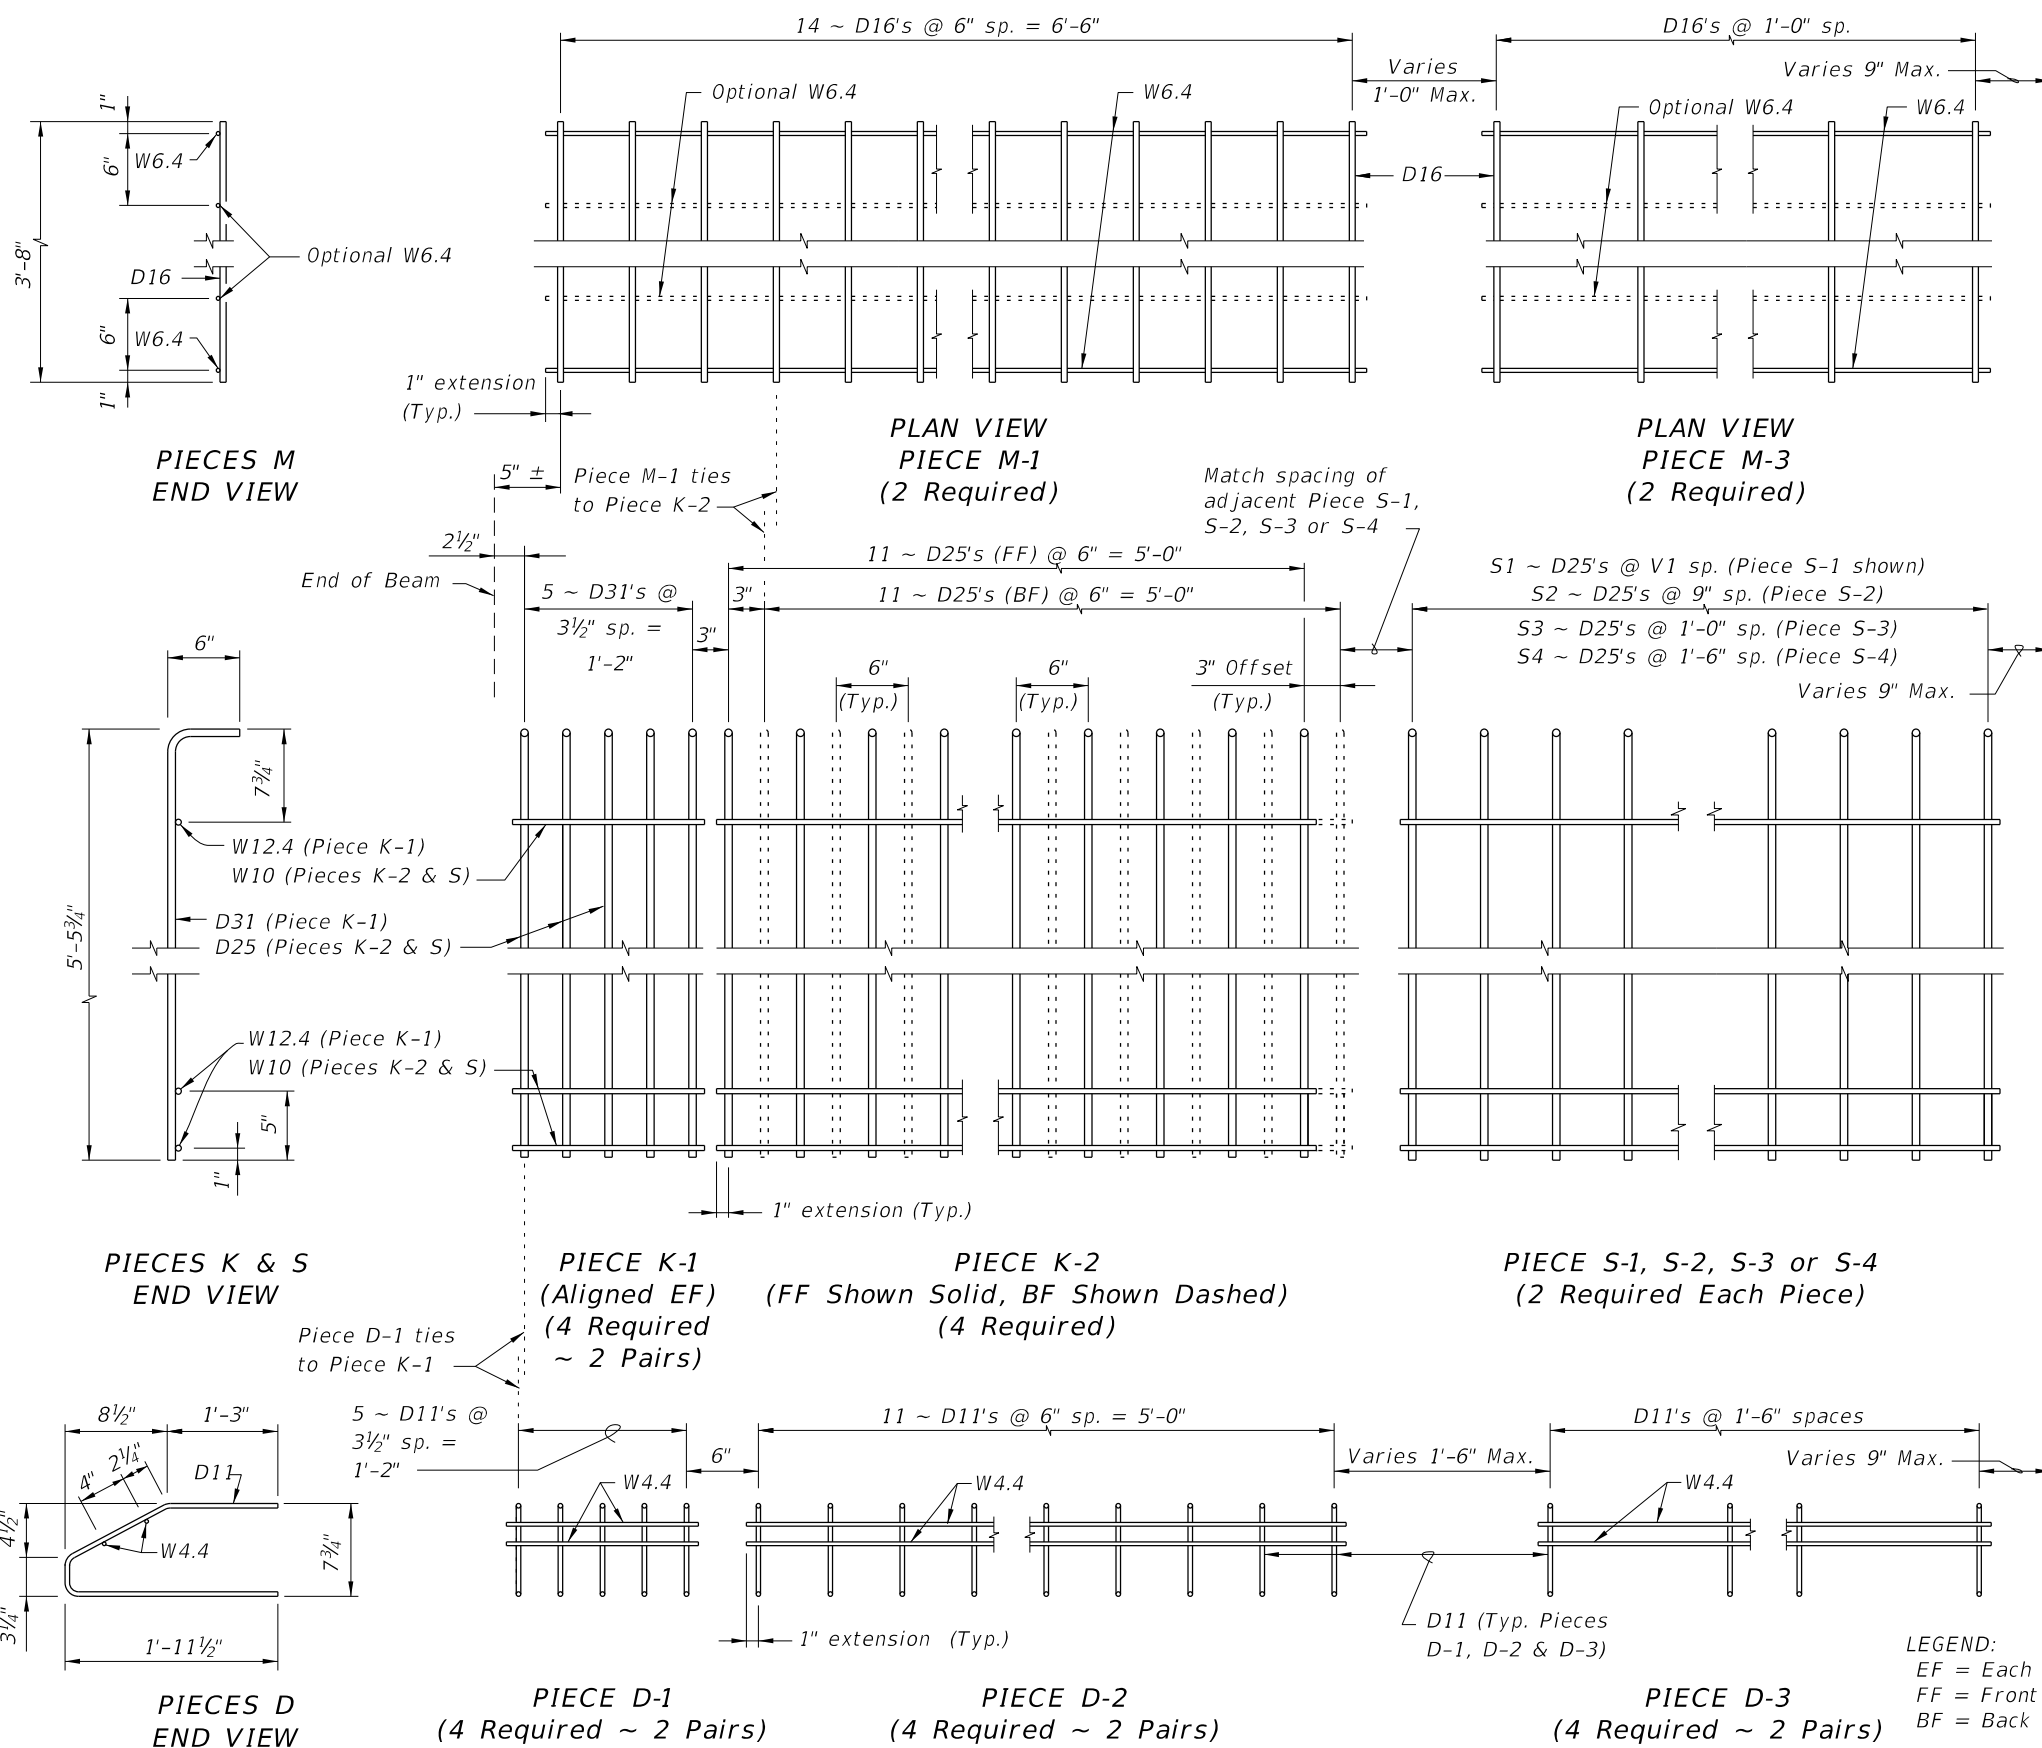 14 ~ D16's @ 6" sp. = 6'-6"
D16's @ 1'-0" sp.
Varies
1'-0" Max.
Varies 9" Max.
1"
6"
W6.4
3'-8"
Optional W6.4
D16
6"
W6.4
1"
Optional W6.4
W6.4
D16
Optional W6.4
W6.4
1" extension
(Typ.)
PIECES M
END VIEW
PLAN VIEW
PIECE M-1
(2 Required)
PLAN VIEW
PIECE M-3
(2 Required)
5" ±
Piece M-1 ties
to Piece K-2
Match spacing of
adjacent Piece S-1,
S-2, S-3 or S-4
2½"
End of Beam
5 ~ D31's @
3½" sp. =
1'-2"
3"
3"
11 ~ D25's (FF) @ 6" = 5'-0"
11 ~ D25's (BF) @ 6" = 5'-0"
6"
(Typ.)
6"
(Typ.)
3" Offset
(Typ.)
S1 ~ D25's @ V1 sp. (Piece S-1 shown)
S2 ~ D25's @ 9" sp. (Piece S-2)
S3 ~ D25's @ 1'-0" sp. (Piece S-3)
S4 ~ D25's @ 1'-6" sp. (Piece S-4)
Varies 9" Max.
6"
7¾"
5'-5¾"
W12.4 (Piece K-1)
W10 (Pieces K-2 & S)
D31 (Piece K-1)
D25 (Pieces K-2 & S)
W12.4 (Piece K-1)
W10 (Pieces K-2 & S)
5"
1"
1" extension (Typ.)
PIECES K & S
END VIEW
PIECE K-1
(Aligned EF)
(4 Required
~ 2 Pairs)
PIECE K-2
(FF Shown Solid, BF Shown Dashed)
(4 Required)
PIECE S-1, S-2, S-3 or S-4
(2 Required Each Piece)
Piece D-1 ties
to Piece K-1
8½"
1'-3"
4"
2¼"
D11
4½"
W4.4
7¾"
3¼"
1'-11½"
5 ~ D11's @
3½" sp. =
1'-2"
6"
W4.4
11 ~ D11's @ 6" sp. = 5'-0"
W4.4
Varies 1'-6" Max.
D11's @ 1'-6" spaces
Varies 9" Max.
W4.4
1" extension (Typ.)
D11 (Typ. Pieces
D-1, D-2 & D-3)
LEGEND:
EF = Each
FF = Front
BF = Back
PIECES D
END VIEW
PIECE D-1
(4 Required ~ 2 Pairs)
PIECE D-2
(4 Required ~ 2 Pairs)
PIECE D-3
(4 Required ~ 2 Pairs)